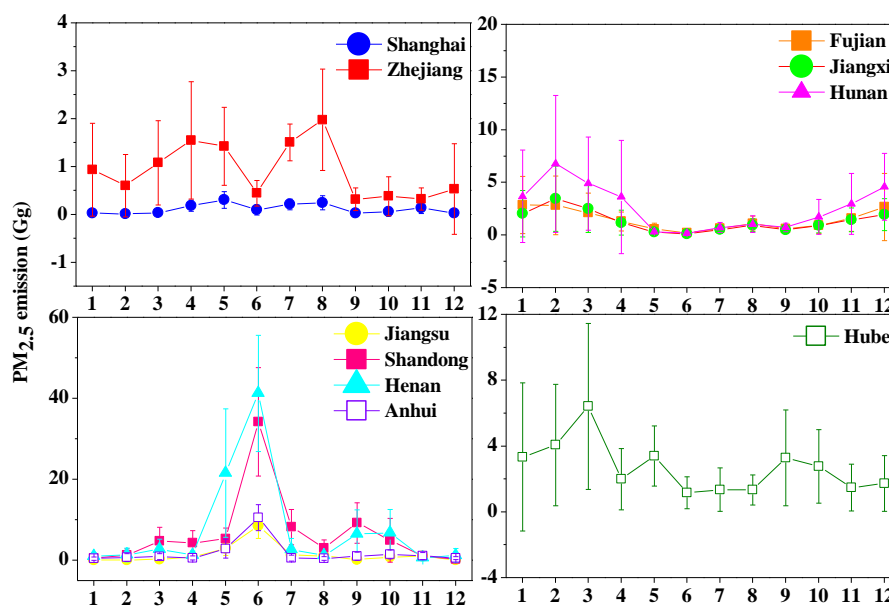 PM2.5 emission (Gg)
4
3
2
1
0
-1
Shanghai
Zhejiang
1 2 3 4 5 6 7 8 9 10 11 12
20
15
10
5
0
-5
Fujian
Jiangxi
Hunan
1 2 3 4 5 6 7 8 9 10 11 12
60
40
20
0
Jiangsu
Shandong
Henan
Anhui
1 2 3 4 5 6 7 8 9 10 11 12
12
8
4
0
-4
Hube
1 2 3 4 5 6 7 8 9 10 11 12